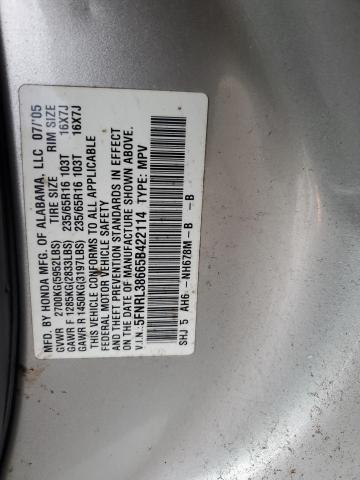 MFD. BY HONDA MFG. OF ALABAMA, LLC 07/'05
GVWR 2700KG(5952LBS) TIRE SIZE RIM SIZE
GAWR F 1285KG(2833LBS) 235/65R16 103T 16X7J
GAWR R 1450KG(3197LBS) 235/65R16 103T 16X7J
THIS VEHICLE CONFORMS TO ALL APPLICABLE
FEDERAL MOTOR VEHICLE SAFETY
AND THEFT PREVENTION STANDARDS IN EFFECT
ON THE DATE OF MANUFACTURE SHOWN ABOVE.
V.I.N.: 5FNRL38665B422114 TYPE: MPV
SHJ 5 AH6- -NH678M- B -B